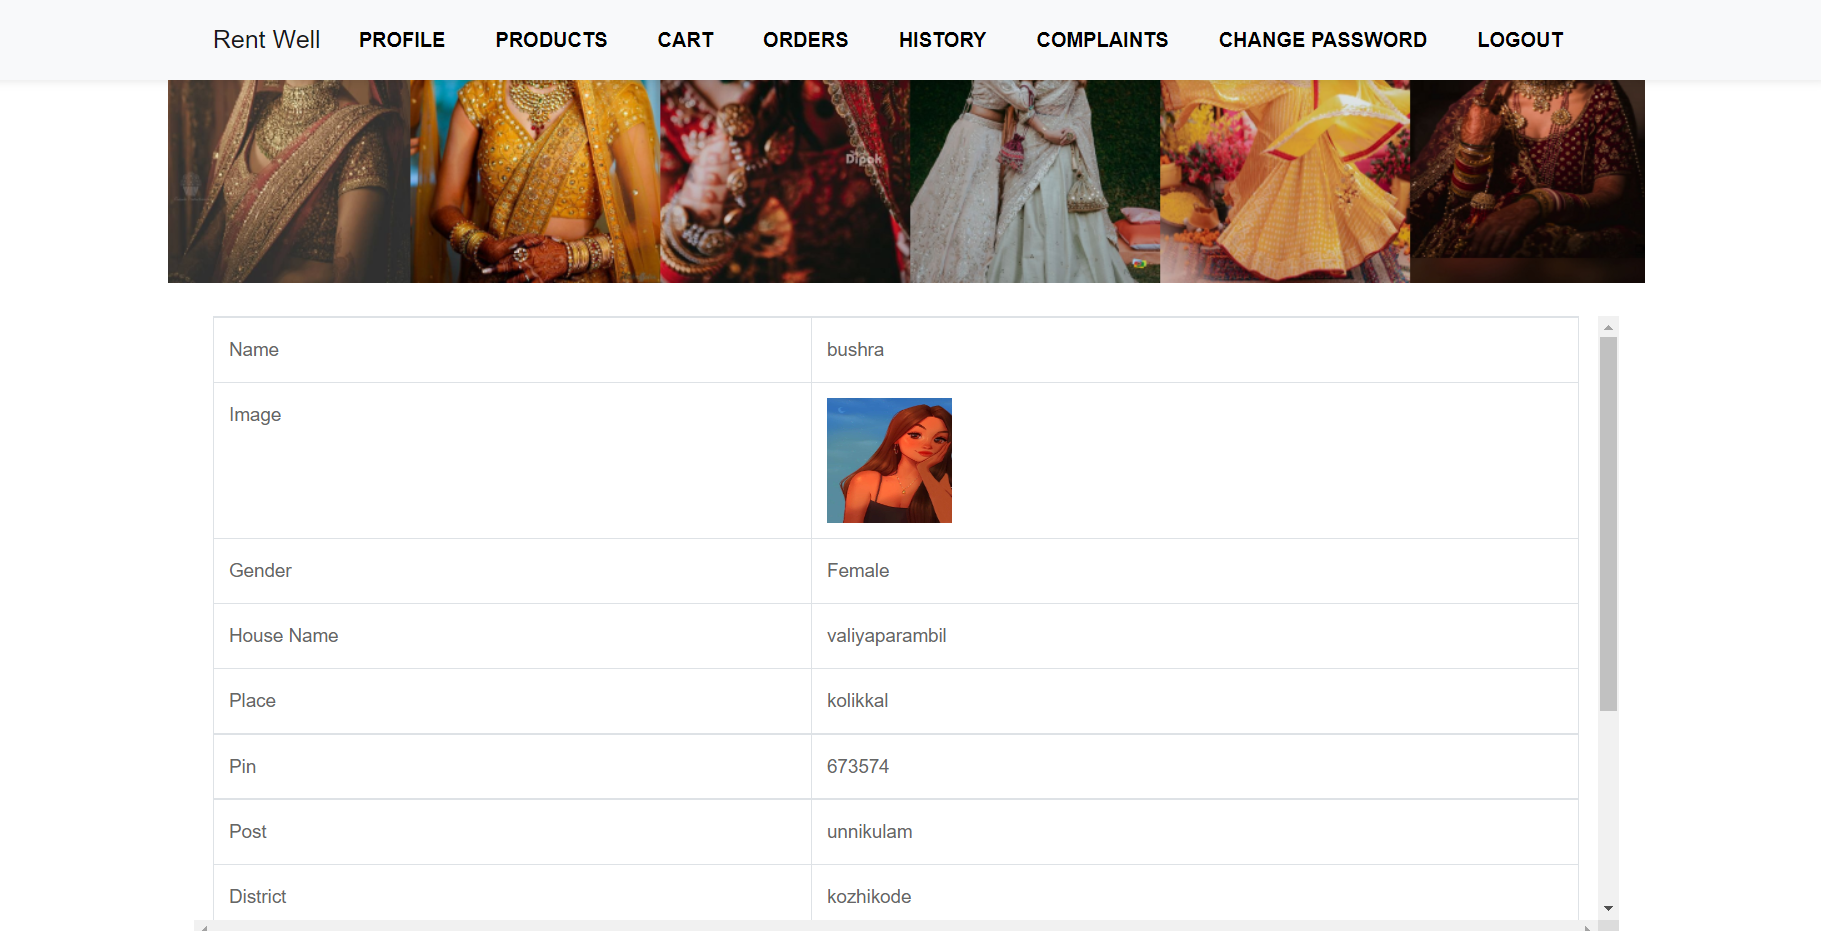 Rent Well PROFILE PRODUCTS CART ORDERS HISTORY COMPLAINTS CHANGE PASSWORD LOGOUT
Dipak
Name bushra
Image
Gender Female
House Name valiyaparambil
Place kolikkal
Pin 673574
Post unnikulam
District kozhikode